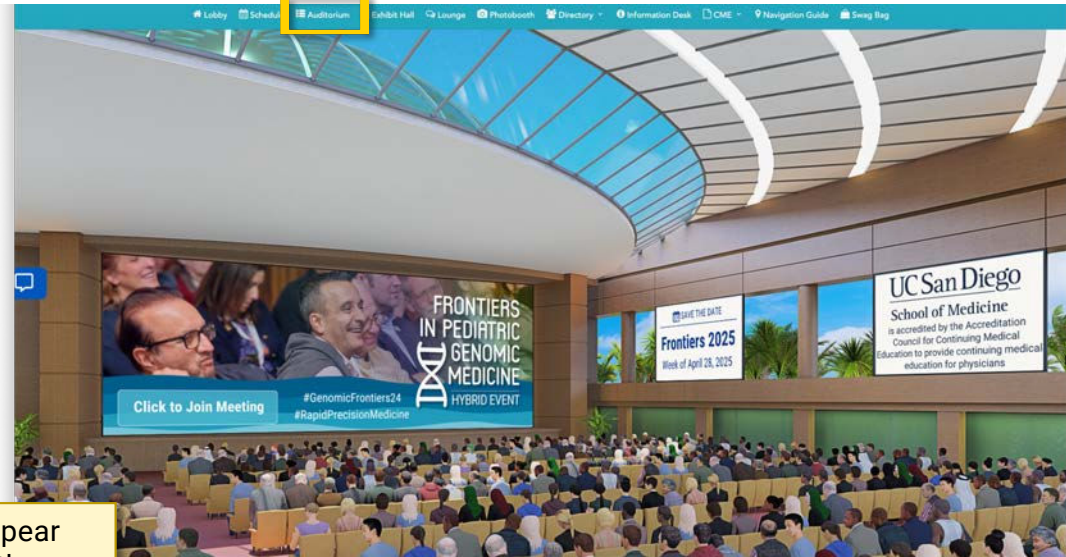 Lobby Schedul Auditorium Exhibit Hall Lounge Photobooth Directory Information Desk CME Navigation Guide Swag Bag
FRONTIERS
IN PEDIATRIC
GENOMIC
MEDICINE
HYBRID EVENT
Click to Join Meeting
#GenomicFrontiers24
#RapidPrecisionMedicine
SAVE THE DATE
Frontiers 2025
Week of April 28, 2025
UC San Diego
School of Medicine
is accredited by the Accreditation
Council for Continuing Medical
Education to provide continuing medical
education for physicians
pear